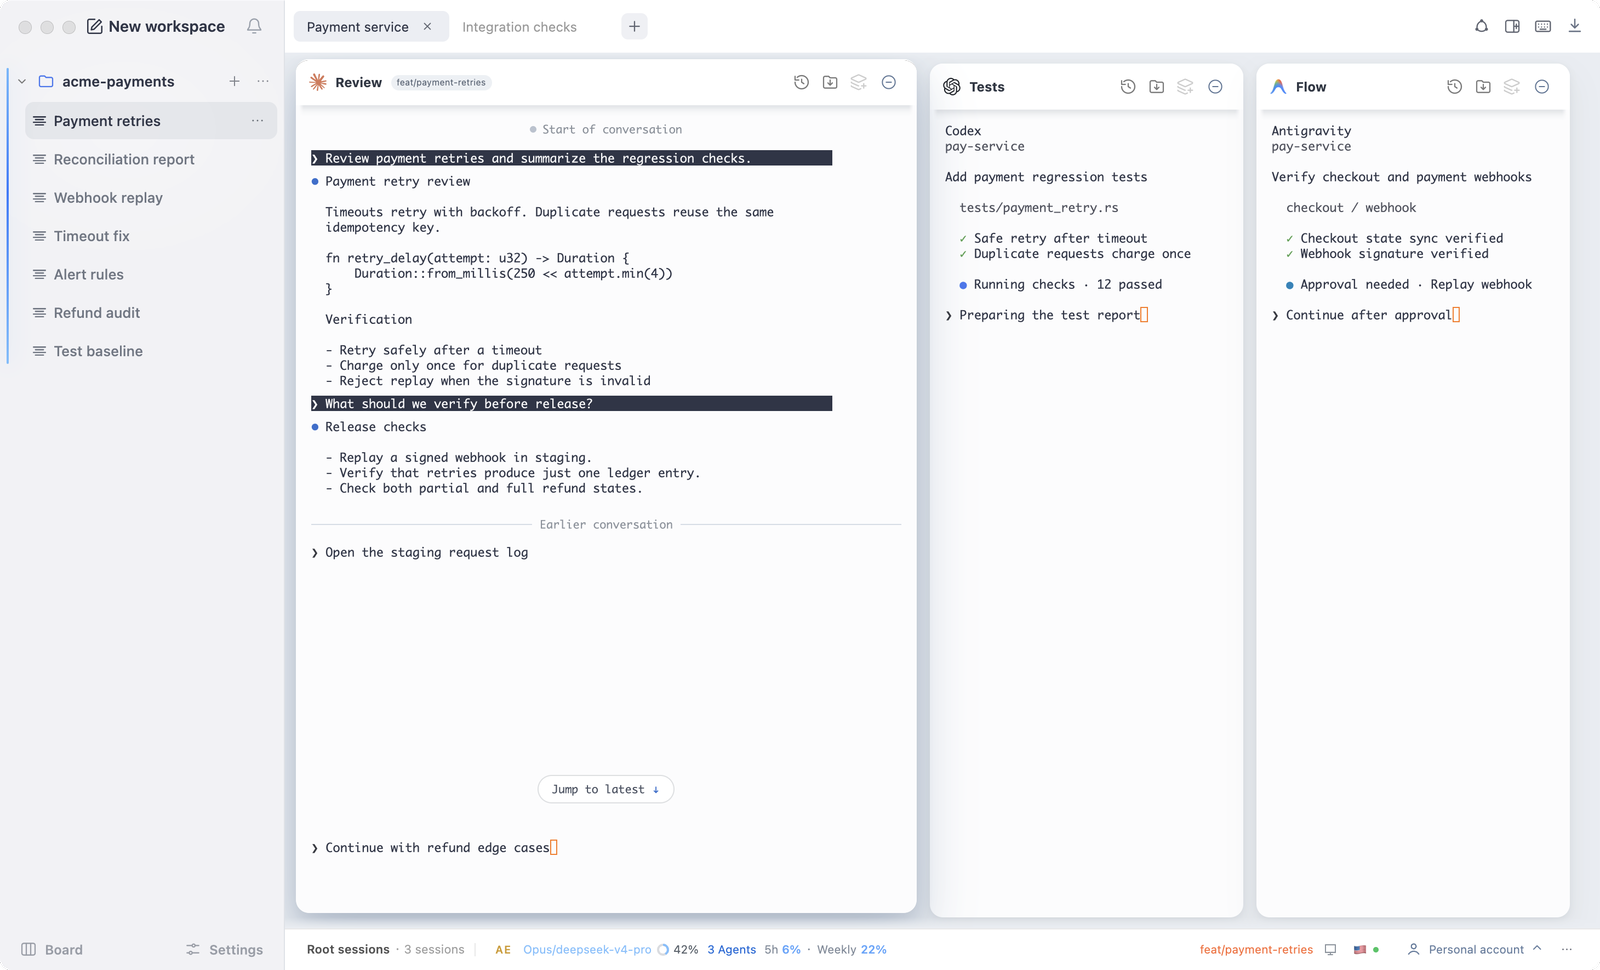 New workspace
Payment service
Integration checks
acme-payments
Payment retries
Reconciliation report
Webhook replay
Timeout fix
Alert rules
Refund audit
Test baseline
Board
Settings
Review
feat/payment-retries
Start of conversation
❯ Review payment retries and summarize the regression checks.
Payment retry review
Timeouts retry with backoff. Duplicate requests reuse the same
idempotency key.
fn retry_delay(attempt: u32) -> Duration {
Duration::from_millis(250 << attempt.min(4))
}
Verification
- Retry safely after a timeout
- Charge only once for duplicate requests
- Reject replay when the signature is invalid
❯ What should we verify before release?
Release checks
- Replay a signed webhook in staging.
- Verify that retries produce just one ledger entry.
- Check both partial and full refund states.
Earlier conversation
❯ Open the staging request log
Jump to latest ↓
❯ Continue with refund edge cases
Tests
Codex
pay-service
Add payment regression tests
tests/payment_retry.rs
✓ Safe retry after timeout
✓ Duplicate requests charge once
● Running checks · 12 passed
❯ Preparing the test report
Flow
Antigravity
pay-service
Verify checkout and payment webhooks
checkout / webhook
✓ Checkout state sync verified
✓ Webhook signature verified
● Approval needed · Replay webhook
❯ Continue after approval
Root sessions · 3 sessions
AE Opus/deepseek-v4-pro 42% 3 Agents 5h 6% · Weekly 22%
feat/payment-retries
Personal account